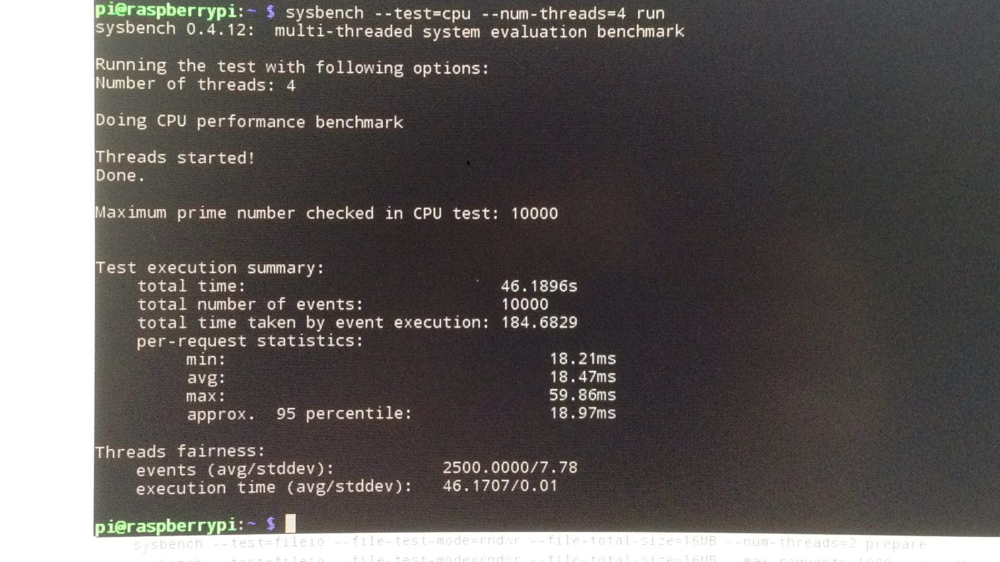 pi@raspberrypi:~ $ sysbench --test=cpu --num-threads=4 run
sysbench 0.4.12:  multi-threaded system evaluation benchmark
Running the test with following options:
Number of threads: 4
Doing CPU performance benchmark
Threads started!
Done.
Maximum prime number checked in CPU test: 10000
Test execution summary:
total time: 46.1896s
total number of events: 10000
total time taken by event execution: 184.6829
per-request statistics:
min: 18.21ms
avg: 18.47ms
max: 59.86ms
approx.  95 percentile: 18.97ms
Threads fairness:
events (avg/stddev): 2500.0000/7.78
execution time (avg/stddev): 46.1707/0.01
pi@raspberrypi:~ $
sysbench --test=fileio --file-test-mode=rndwr --file-total-size=16MB --num-threads=2 prepare